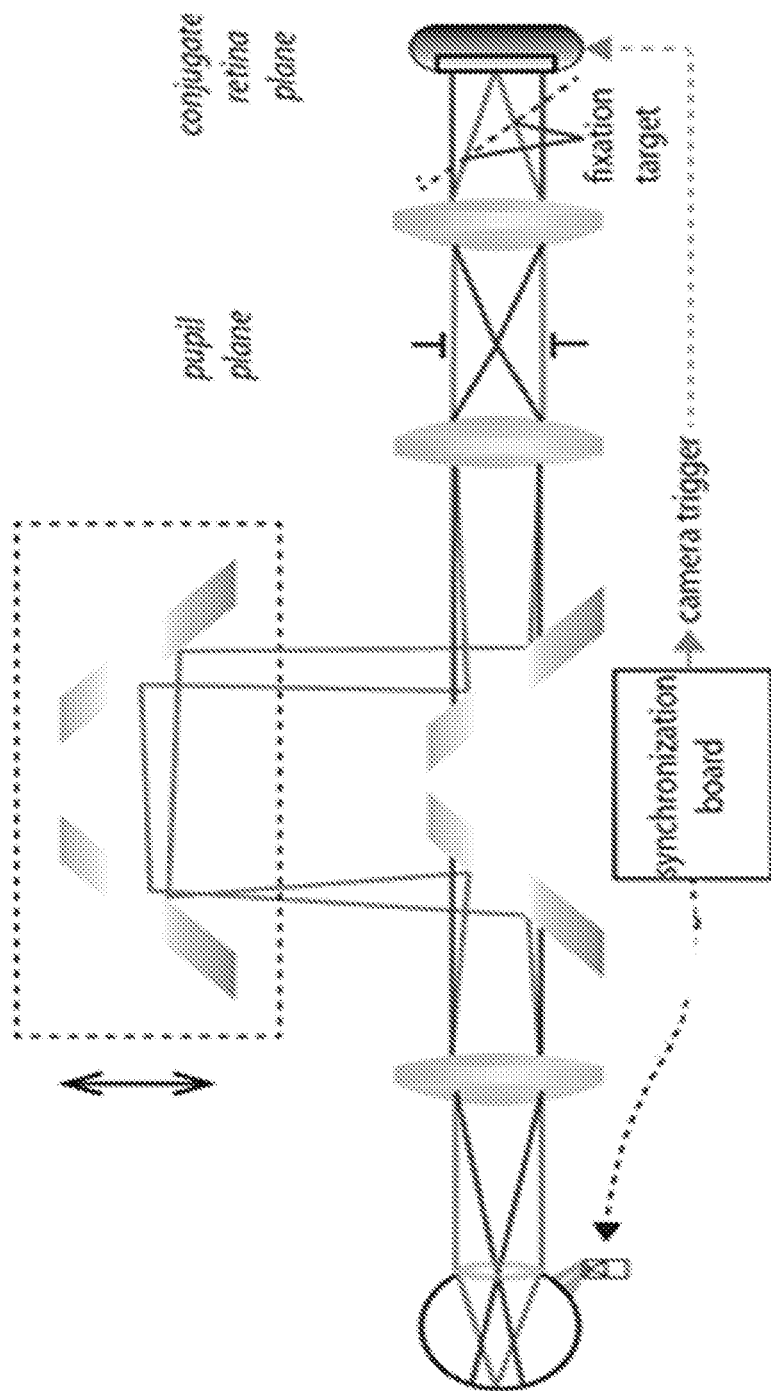 conjugate
retina
plane
pupil
plane
fixation
target
camera trigger
synchronization
board